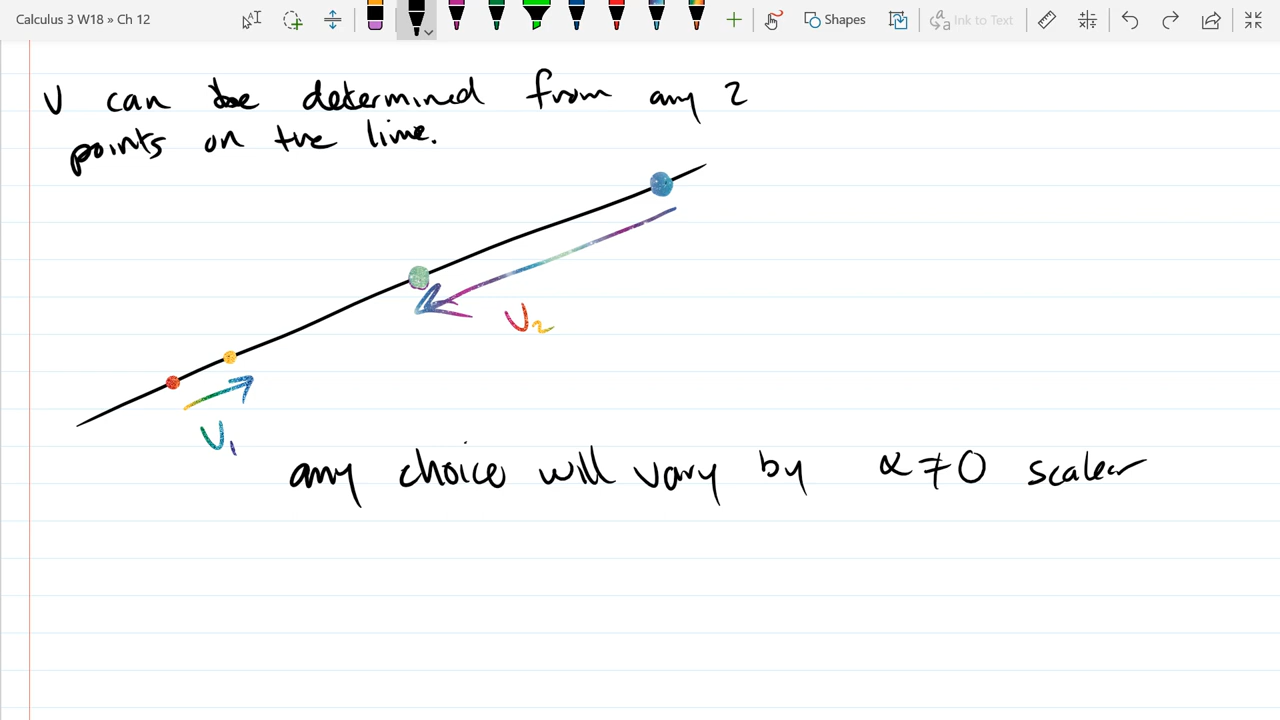 Calculus 3 W18 » Ch 12
Shapes
Ink to Text
V can be determined from any 2
points on the line.
V2
V1
any choice will vary by α≠0 scalar